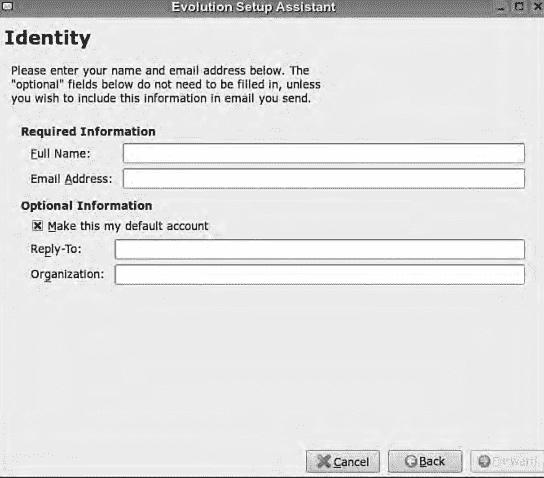 Evolution Setup Assistant
Identity
Please enter your name and email address below. The
"optional" fields below do not need to be filled in, unless
you wish to include this information in email you send.
Required Information
Full Name:
Email Address:
Optional Information
Make this my default account
Reply-To:
Organization:
Cancel Back Forward